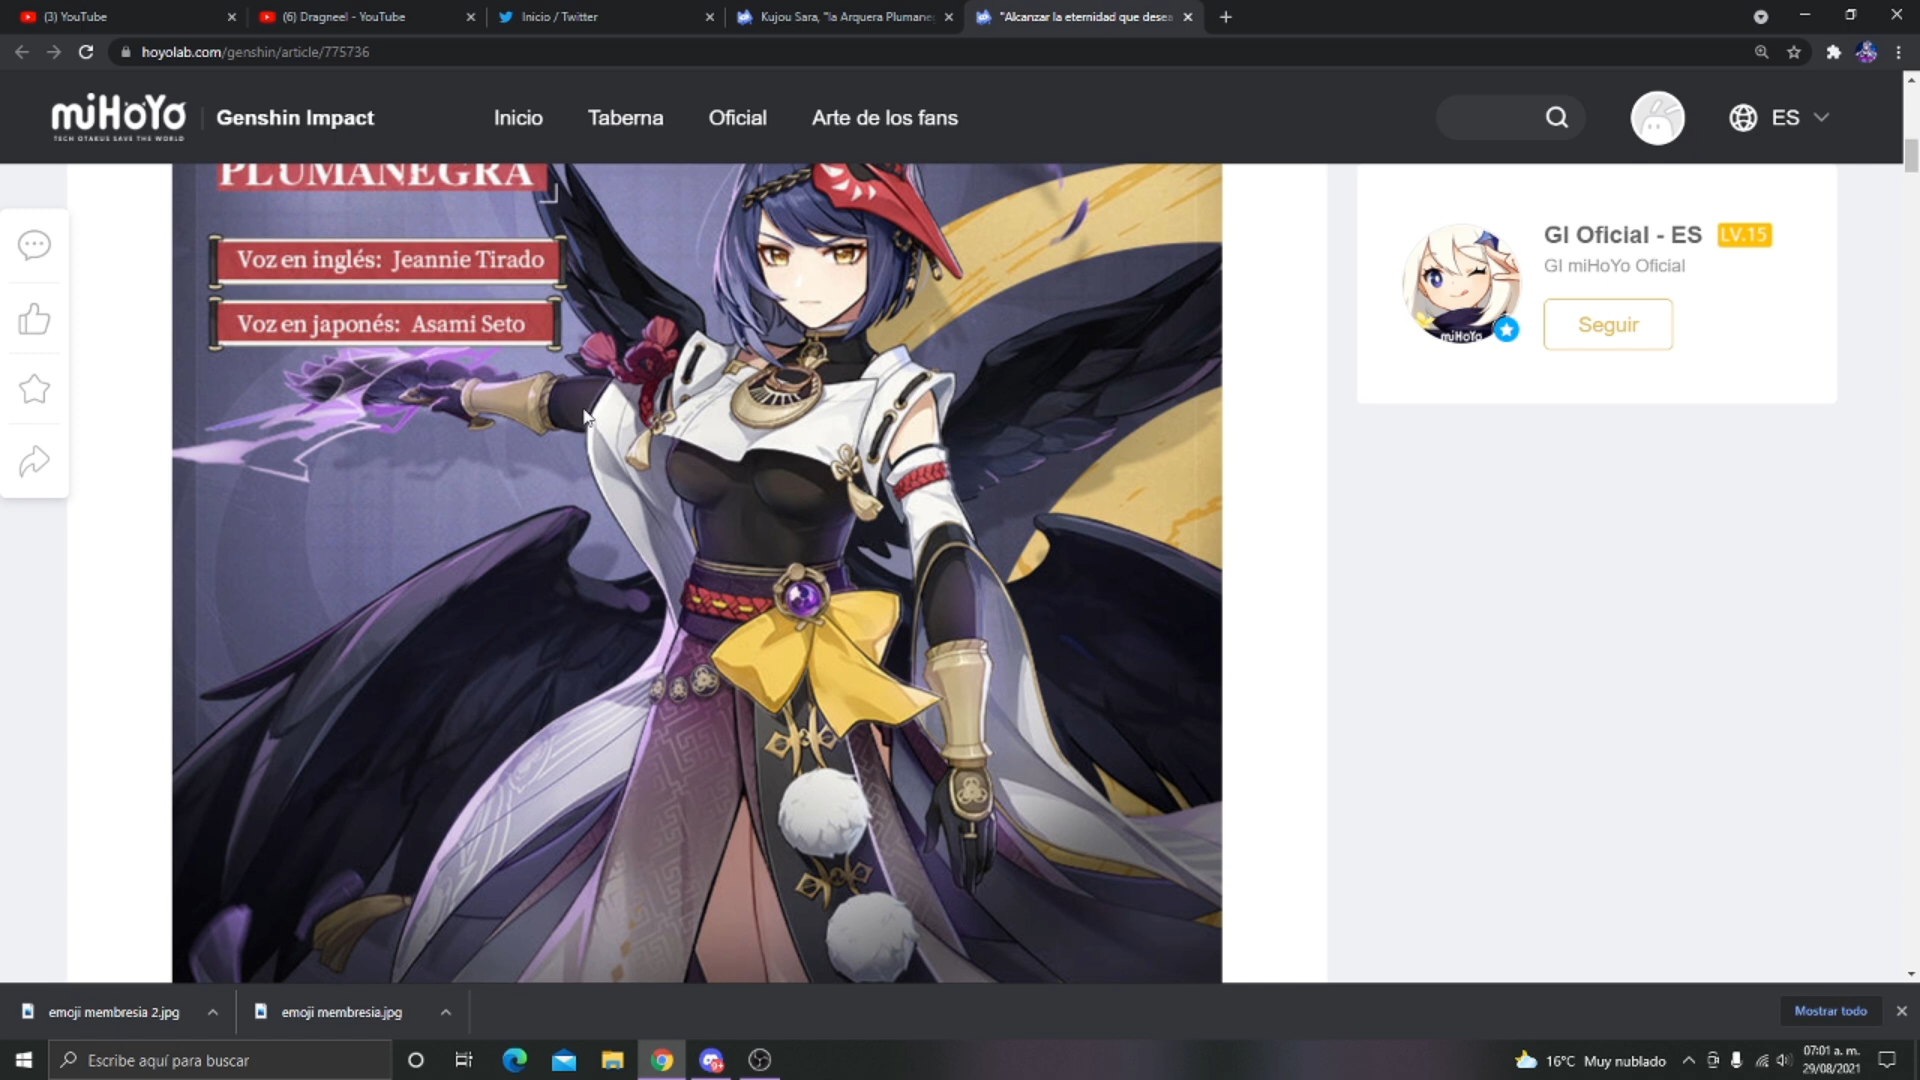 (3) YouTube
(6) Dragneel - YouTube
Inicio / Twitter
Kujou Sara, "la Arquera Plumane
"Alcanzar la eternidad que dese
hoyolab.com/genshin/article/775736
miHoYo
TECH OTAKUS SAVE THE WORLD
Genshin Impact
Inicio
Taberna
Oficial
Arte de los fans
ES
PLUMANEGRA
Voz en inglés: Jeannie Tirado
Voz en japonés: Asami Seto
GI Oficial - ES
LV.15
GI miHoYo Oficial
miHoYo
Seguir
emoji membresia 2.jpg
emoji membresia.jpg
Mostrar todo
Escribe aquí para buscar
16°C Muy nublado
07:01 a. m.
29/08/2021